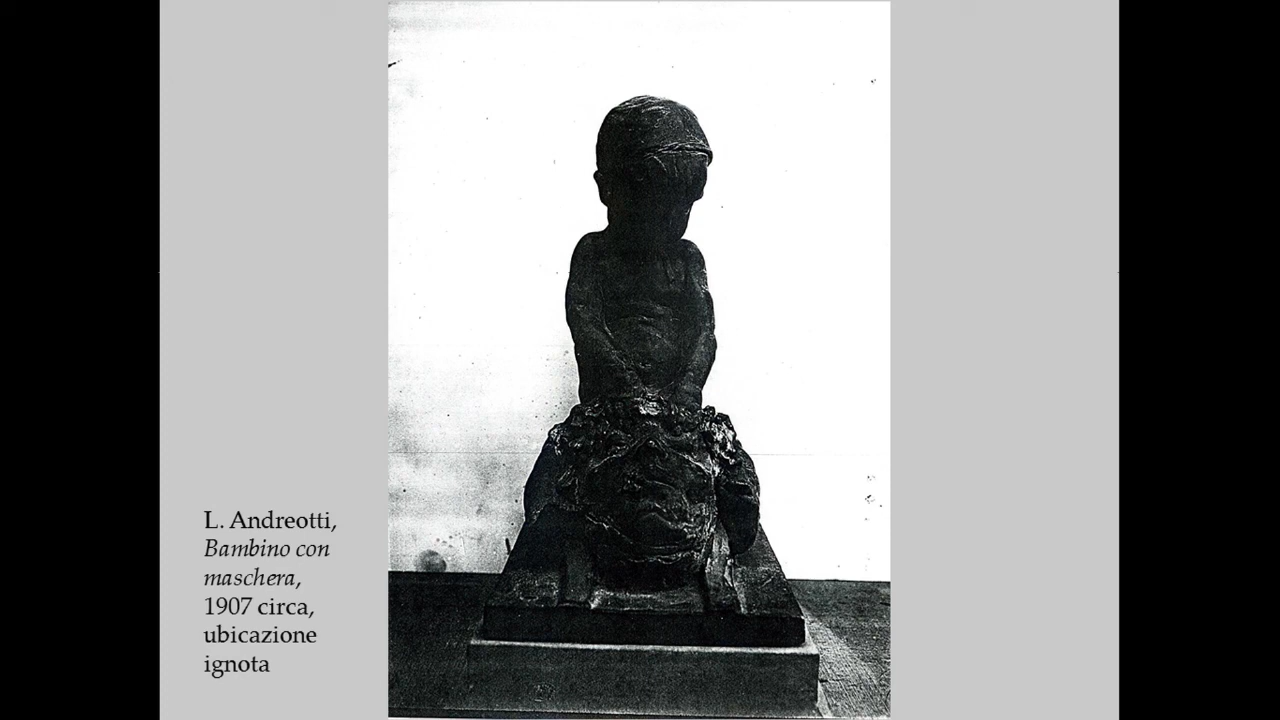 L. Andreotti,
Bambino con
maschera,
1907 circa,
ubicazione
ignota